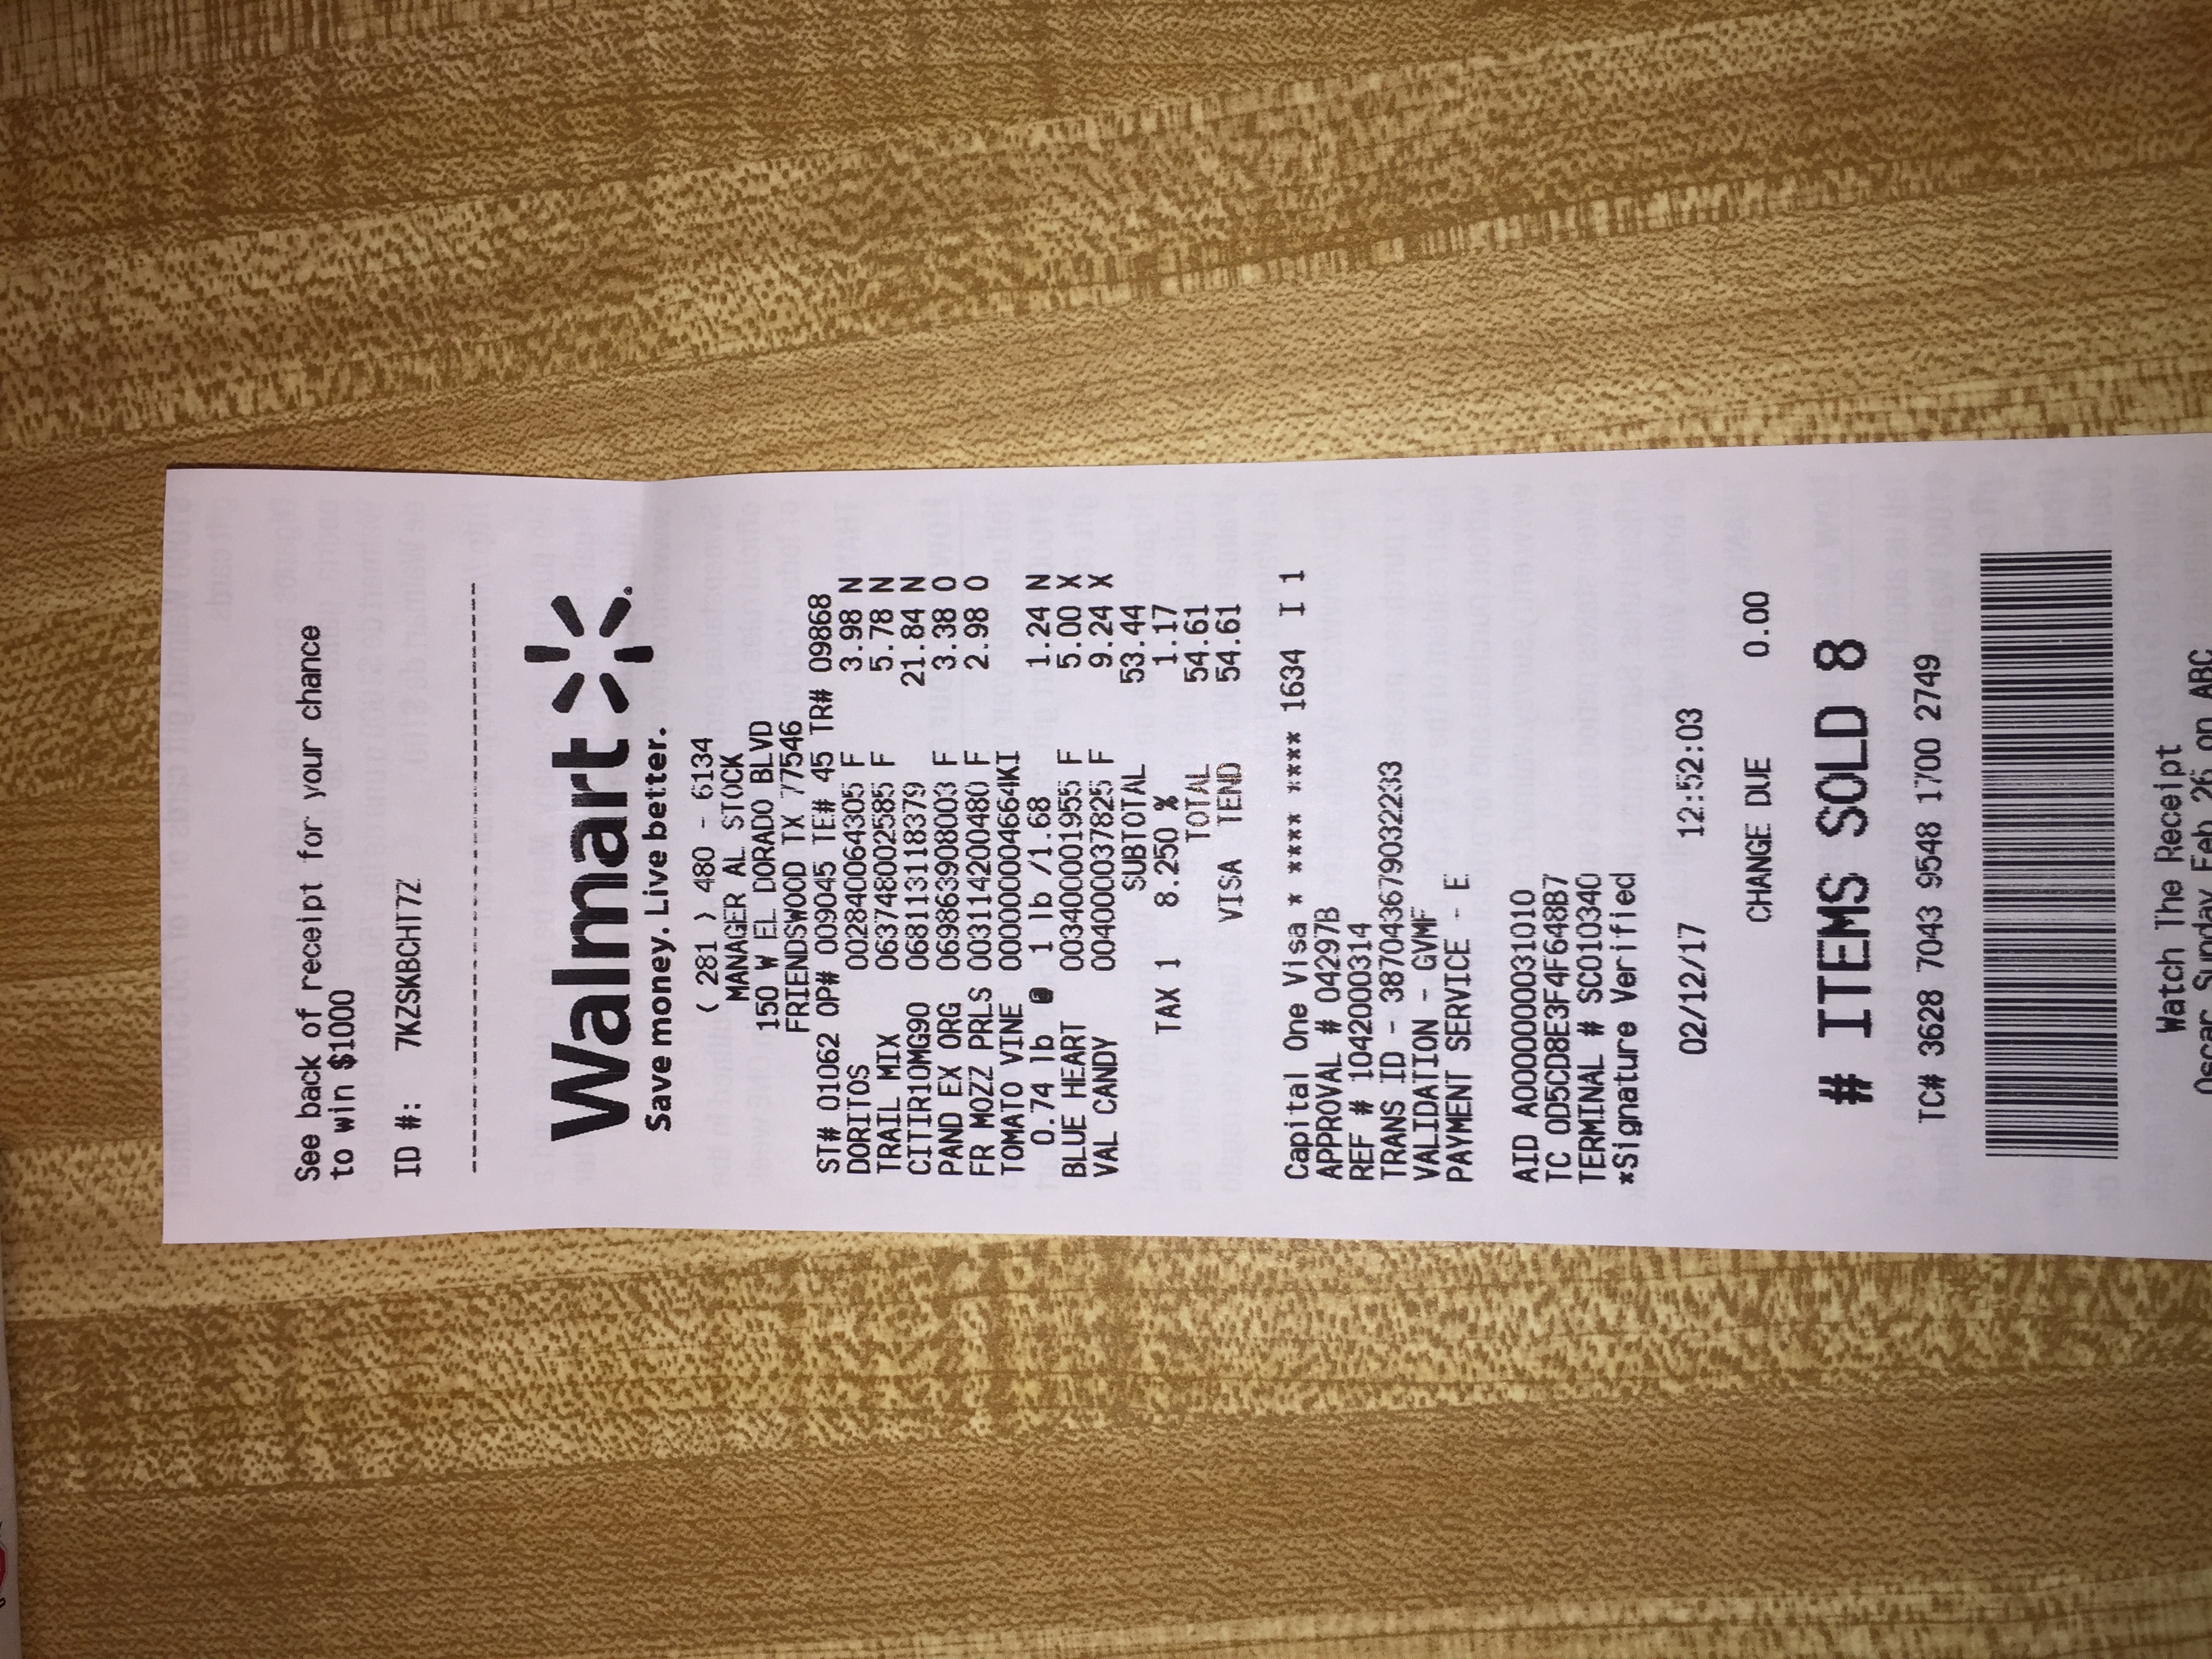 See back of receipt for your chance
to win $1000
ID #: 7KZSKBCHT7Z
Walmart
Save money. Live better.
( 281 ) 480 - 6134
MANAGER AL STOCK
150 W EL DORADO BLVD
FRIENDSWOOD TX 77546
ST# 01062 OP# 009045 TE# 45 TR# 09868
DORITOS 002840064305 F 3.98 N
TRAIL MIX 063748002585 F 5.78 N
CITIR10MG90 068113118379 21.84 N
PAND EX ORG 069863908003 F 3.38 O
FR MOZZ PRLS 003114200480 F 2.98 O
TOMATO VINE 000000004664KI
0.74 lb @ 1 lb /1.68 1.24 N
BLUE HEART 003400001955 F 5.00 X
VAL CANDY 004000037825 F 9.24 X
SUBTOTAL 53.44
TAX 1 8.250 % 1.17
TOTAL 54.61
VISA TEND 54.61
Capital One Visa * **** **** 1634 I 1
APPROVAL # 04297B
REF # 1042000314
TRANS ID - 387043679032233
VALIDATION - GVMF
PAYMENT SERVICE - E
AID A0000000031010
TC 0D5CD8E3F4F648B7
TERMINAL # SC010340
*Signature Verified
02/12/17 12:52:03
CHANGE DUE 0.00
# ITEMS SOLD 8
TC# 3628 7043 9548 1700 2749
Watch The Receipt
Oscar Sunday Feb 26 on ABC